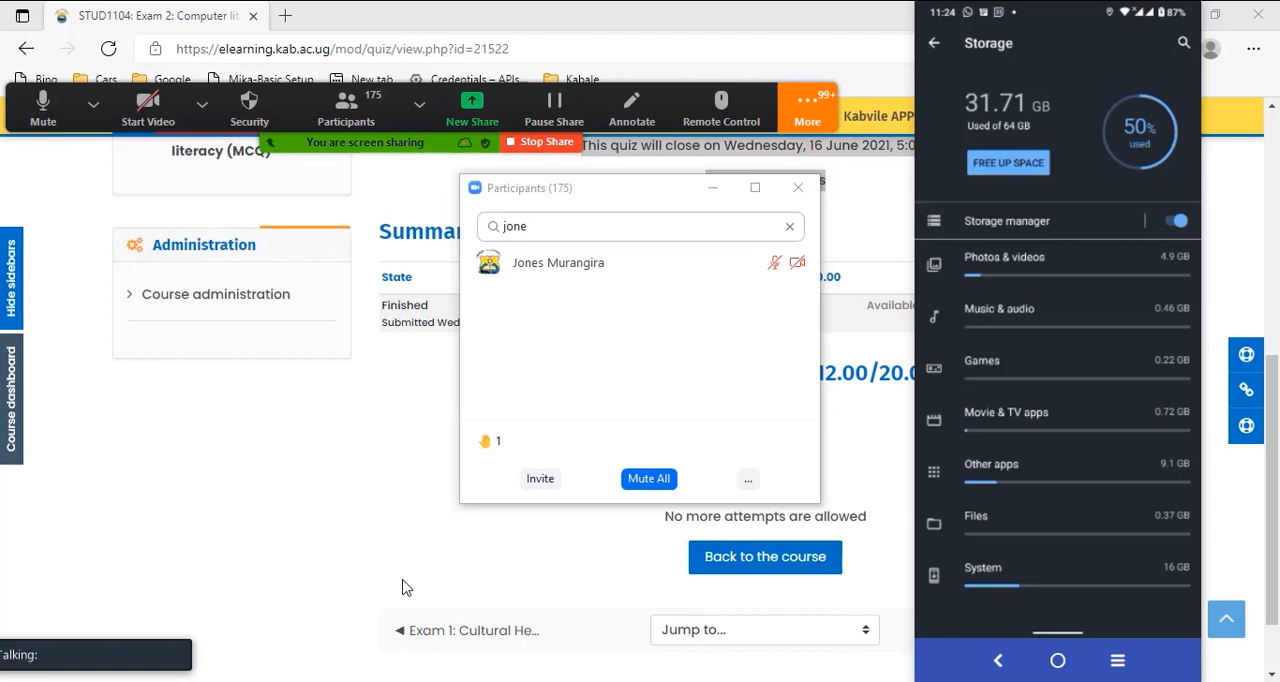 STUD1104: Exam 2: Computer lit
https://elearning.kab.ac.ug/mod/quiz/view.php?id=21522
Bing
Cars
Google
Mika-Basic Setup
New tab
Credentials – APIs...
Kabale
Mute
Start Video
Security
175
Participants
New Share
Pause Share
Annotate
Remote Control
99+
More
Kabvile APP
You are screen sharing
Stop Share
literacy (MCQ)
This quiz will close on Wednesday, 16 June 2021, 5:0
s
Administration
Course administration
Hide sidebars
Course dashboard
Summa
State
.00
Finished
Submitted Wed
Availabl
Participants (175)
jone
Jones Murangira
1
Invite
Mute All
...
12.00/20.0
No more attempts are allowed
Back to the course
◄ Exam 1: Cultural He...
Jump to...
Talking:
11:24
87%
Storage
31.71 GB
Used of 64 GB
50%
used
FREE UP SPACE
Storage manager
Photos & videos
4.9 GB
Music & audio
0.46 GB
Games
0.22 GB
Movie & TV apps
0.72 GB
Other apps
9.1 GB
Files
0.37 GB
System
16 GB